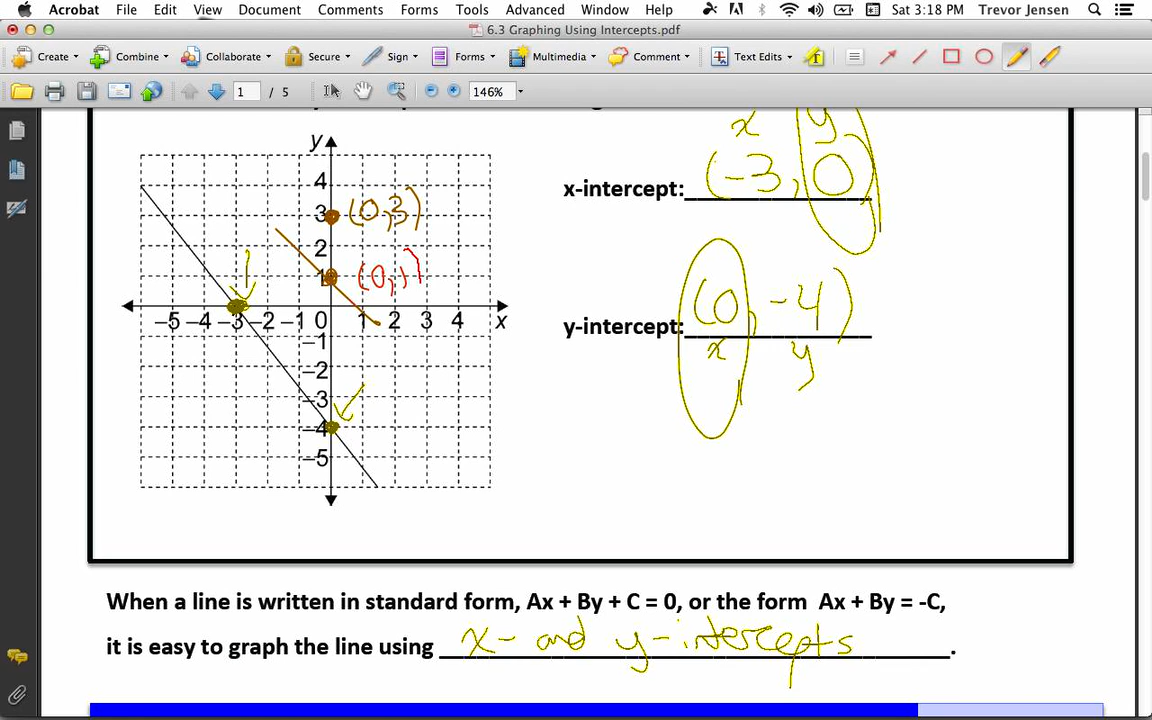 Acrobat File Edit View Document Comments Forms Tools Advanced Window Help Sat 3:18 PM Trevor Jensen
6.3 Graphing Using Intercepts.pdf
Create Combine Collaborate Secure Sign Forms Multimedia Comment Text Edits
1 / 5 146%
y
x y
4
x-intercept: (-3, 0)
3 (0,3)
2
1 (0,1)
y-intercept: (0, -4)
–5 –4 –3 –2 –1 0 1 2 3 4 x
x y
–1
–2
–3
–4
–5
When a line is written in standard form, Ax + By + C = 0, or the form Ax + By = -C,
it is easy to graph the line using x- and y-intercepts.